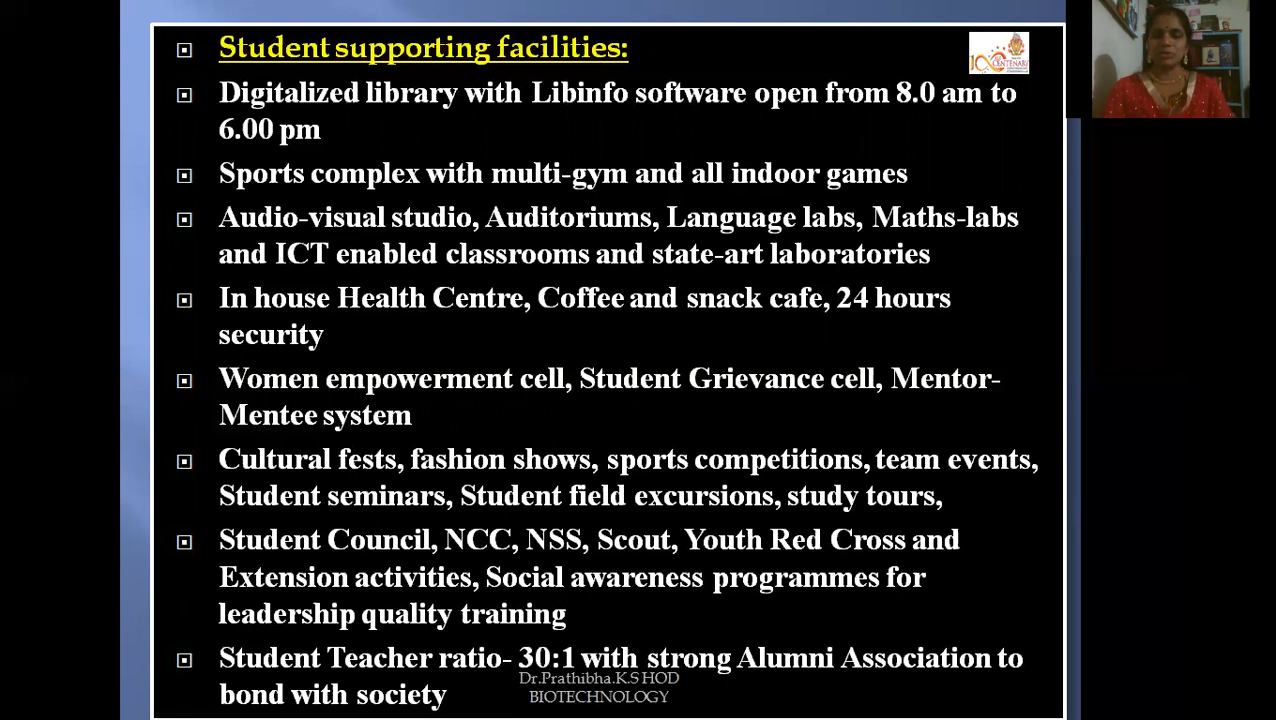 Student supporting facilities:
Digitalized library with Libinfo software open from 8.0 am to
6.00 pm
Sports complex with multi-gym and all indoor games
Audio-visual studio, Auditoriums, Language labs, Maths-labs
and ICT enabled classrooms and state-art laboratories
In house Health Centre, Coffee and snack cafe, 24 hours
security
Women empowerment cell, Student Grievance cell, Mentor-
Mentee system
Cultural fests, fashion shows, sports competitions, team events,
Student seminars, Student field excursions, study tours,
Student Council, NCC, NSS, Scout, Youth Red Cross and
Extension activities, Social awareness programmes for
leadership quality training
Student Teacher ratio- 30:1 with strong Alumni Association to
bond with society
Dr.Prathibha.K.S HOD
BIOTECHNOLOGY